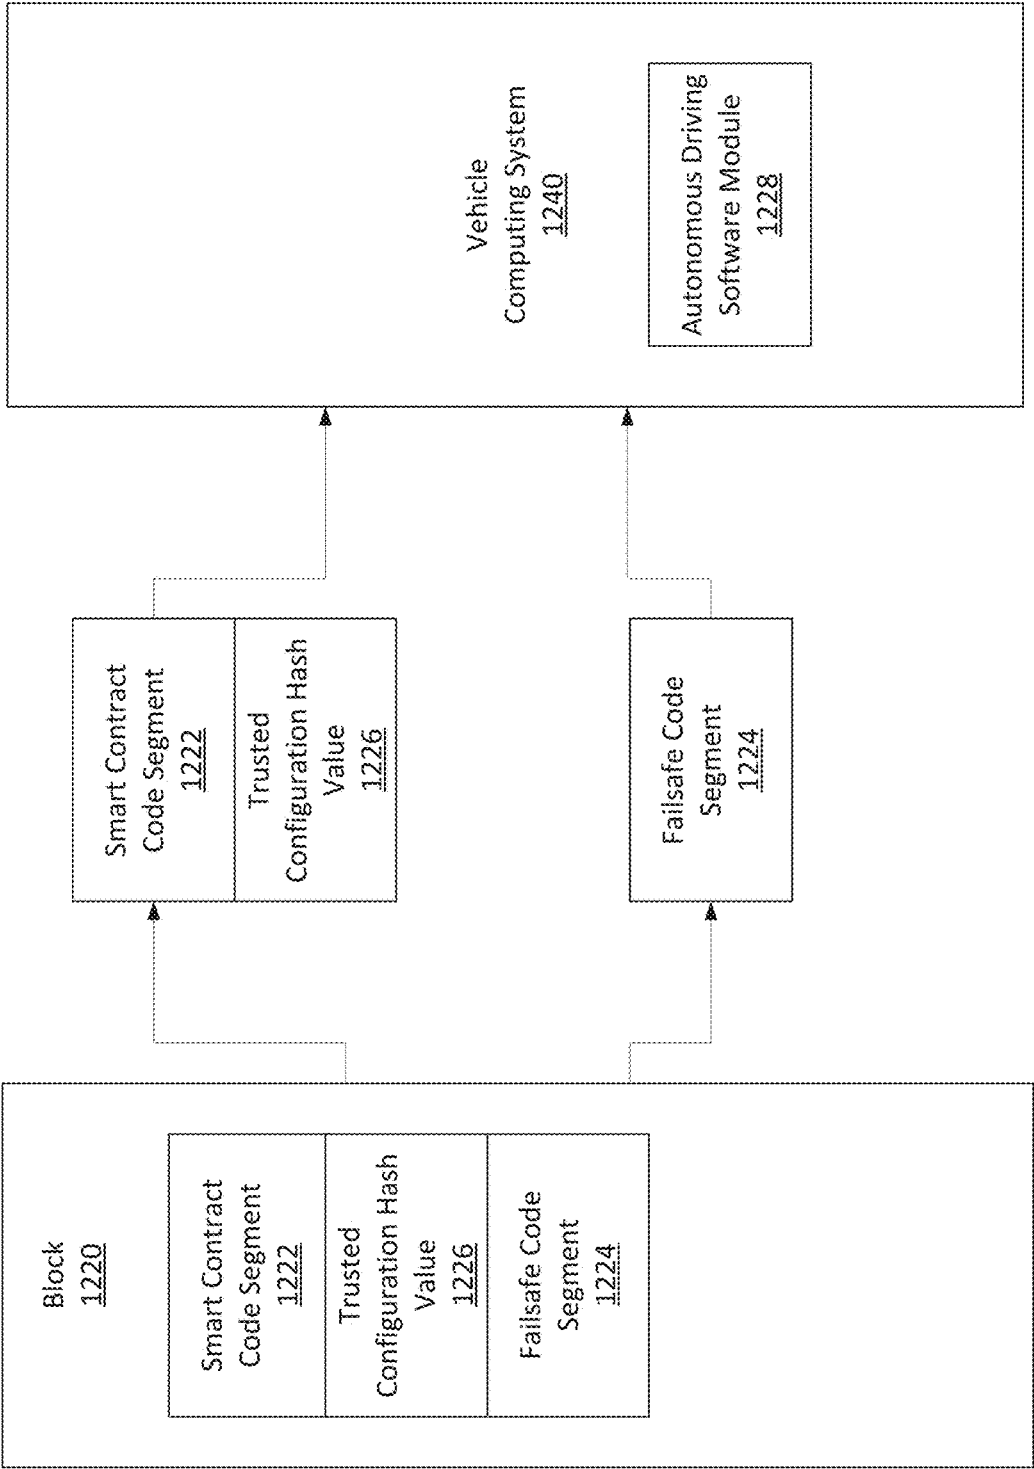 Block
1220
Smart Contract
Code Segment
1222
Trusted
Configuration Hash
Value
1226
Failsafe Code
Segment
1224
Smart Contract
Code Segment
1222
Trusted
Configuration Hash
Value
1226
Failsafe Code
Segment
1224
Vehicle
Computing System
1240
Autonomous Driving
Software Module
1228